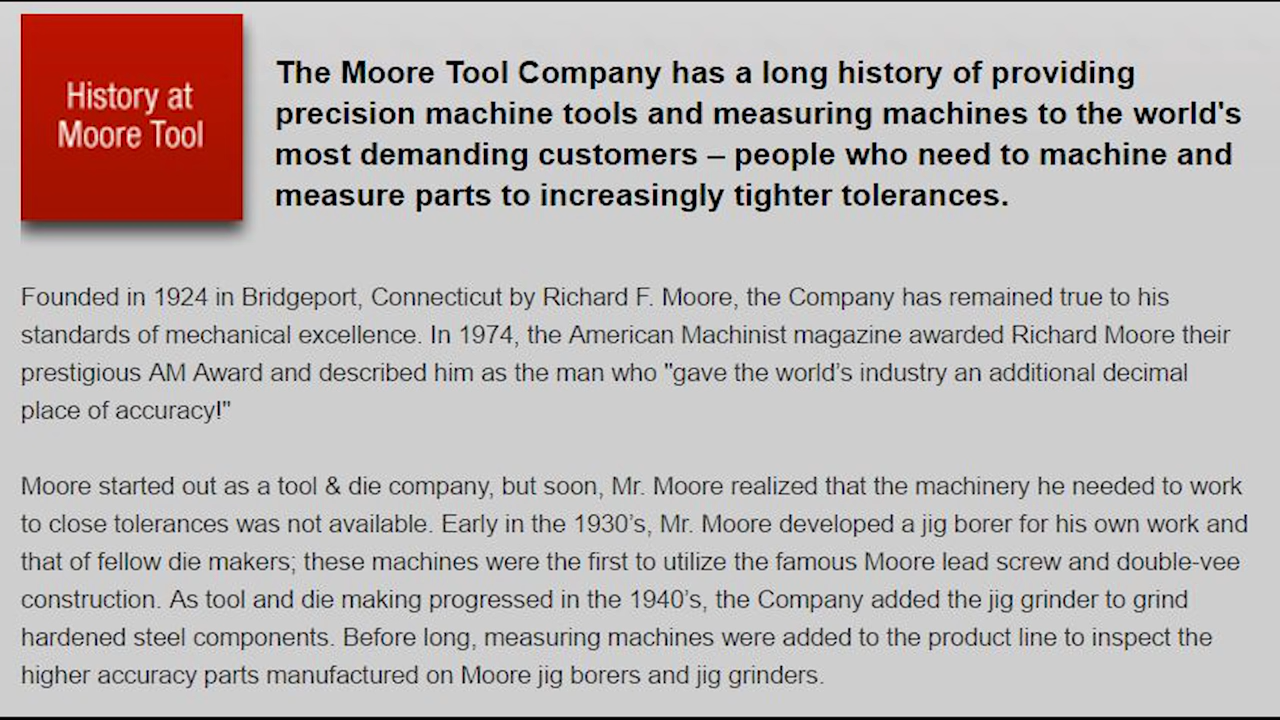 History at
Moore Tool
The Moore Tool Company has a long history of providing
precision machine tools and measuring machines to the world's
most demanding customers – people who need to machine and
measure parts to increasingly tighter tolerances.
Founded in 1924 in Bridgeport, Connecticut by Richard F. Moore, the Company has remained true to his
standards of mechanical excellence. In 1974, the American Machinist magazine awarded Richard Moore their
prestigious AM Award and described him as the man who "gave the world’s industry an additional decimal
place of accuracy!"
Moore started out as a tool & die company, but soon, Mr. Moore realized that the machinery he needed to work
to close tolerances was not available. Early in the 1930’s, Mr. Moore developed a jig borer for his own work and
that of fellow die makers; these machines were the first to utilize the famous Moore lead screw and double-vee
construction. As tool and die making progressed in the 1940’s, the Company added the jig grinder to grind
hardened steel components. Before long, measuring machines were added to the product line to inspect the
higher accuracy parts manufactured on Moore jig borers and jig grinders.